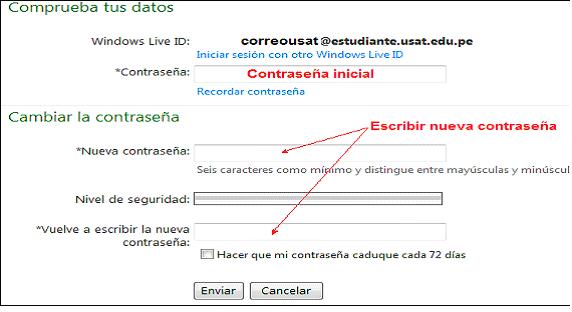 Comprueba tus datos
Windows Live ID: correousat@estudiante.usat.edu.pe
Iniciar sesión con otro Windows Live ID
*Contraseña: Contraseña inicial
Recordar contraseña
Cambiar la contraseña
Escribir nueva contraseña
*Nueva contraseña:
Seis caracteres como mínimo y distingue entre mayúsculas y minúscul
Nivel de seguridad:
*Vuelve a escribir la nueva
contraseña:
Hacer que mi contraseña caduque cada 72 días
Enviar Cancelar